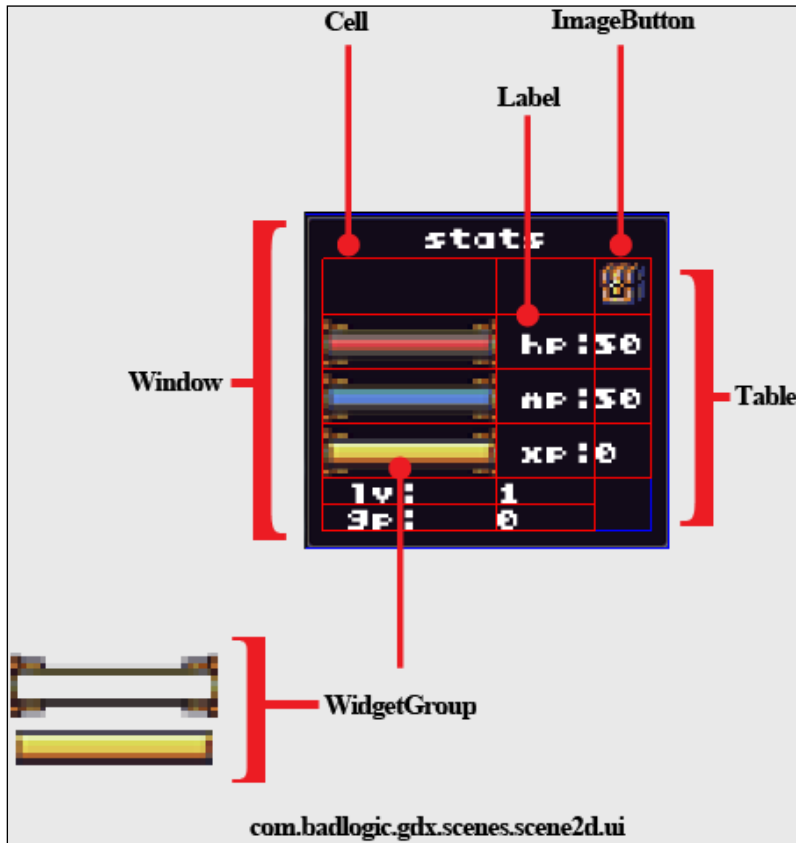 Cell
ImageButton
Label
stats
hp:50
Window
mp:50
Table
xp:0
lv: 1
gp: 0
WidgetGroup
com.badlogic.gdx.scenes.scene2d.ui